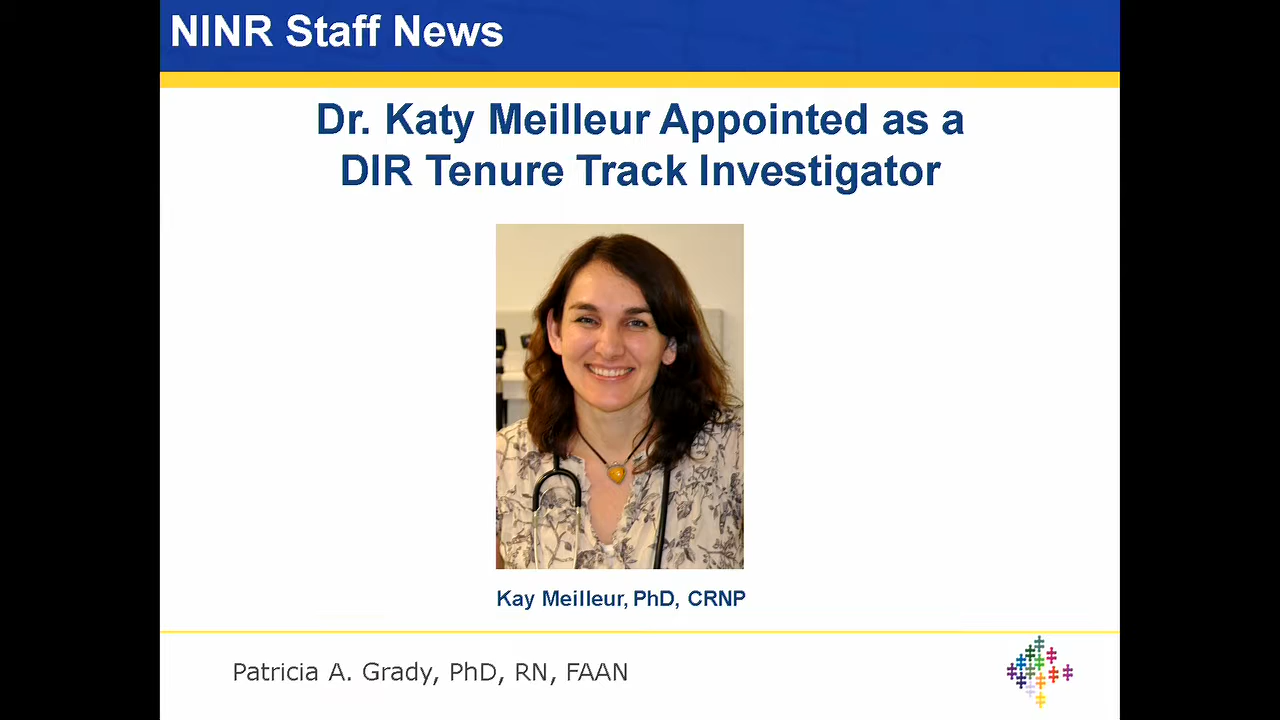 NINR Staff News
Dr. Katy Meilleur Appointed as a
DIR Tenure Track Investigator
Kay Meilleur, PhD, CRNP
Patricia A. Grady, PhD, RN, FAAN